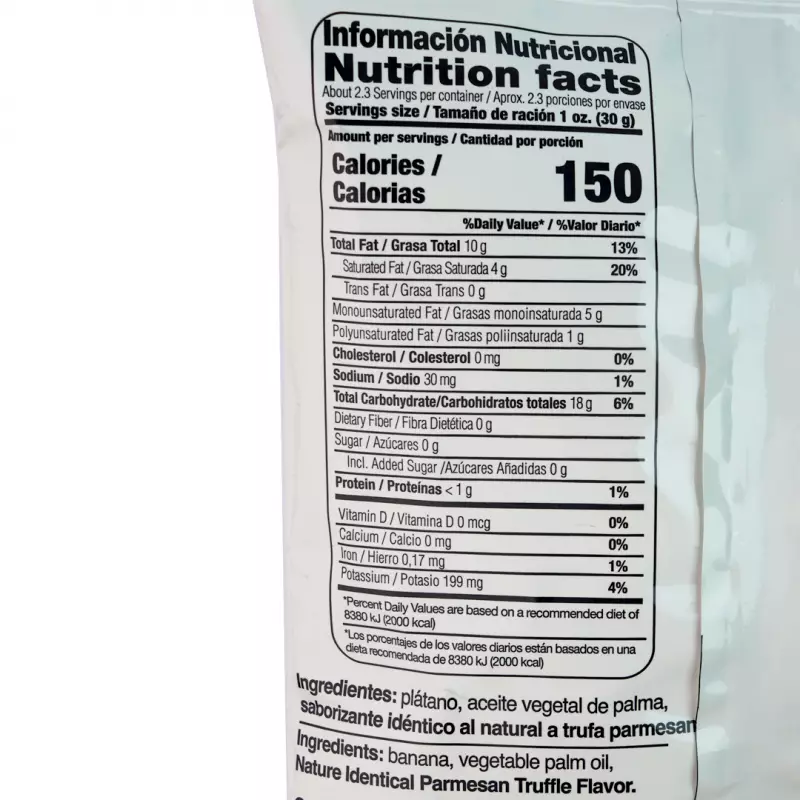 Información Nutricional
Nutrition facts
About 2.3 Servings per container / Aprox. 2.3 porciones por envase
Servings size / Tamaño de ración 1 oz. (30 g)
Amount per servings / Cantidad por porción
Calories /
Calorias 150
%Daily Value* / %Valor Diario*
Total Fat / Grasa Total 10 g 13%
Saturated Fat / Grasa Saturada 4 g 20%
Trans Fat / Grasa Trans 0 g
Monounsaturated Fat / Grasas monoinsaturada 5 g
Polyunsaturated Fat / Grasas poliinsaturada 1 g
Cholesterol / Colesterol 0 mg 0%
Sodium / Sodio 30 mg 1%
Total Carbohydrate/Carbohidratos totales 18 g 6%
Dietary Fiber / Fibra Dietética 0 g
Sugar / Azúcares 0 g
Incl. Added Sugar /Azúcares Añadidas 0 g
Protein / Proteínas < 1 g 1%
Vitamin D / Vitamina D 0 mcg 0%
Calcium / Calcio 0 mg 0%
Iron / Hierro 0,17 mg 1%
Potassium / Potasio 199 mg 4%
*Percent Daily Values are based on a recommended diet of
8380 kJ (2000 kcal)
*Los porcentajes de los valores diarios están basados en una
dieta recomendada de 8380 kJ (2000 kcal)
Ingredientes: plátano, aceite vegetal de palma,
saborizante idéntico al natural a trufa parmesan
Ingredients: banana, vegetable palm oil,
Nature Identical Parmesan Truffle Flavor.